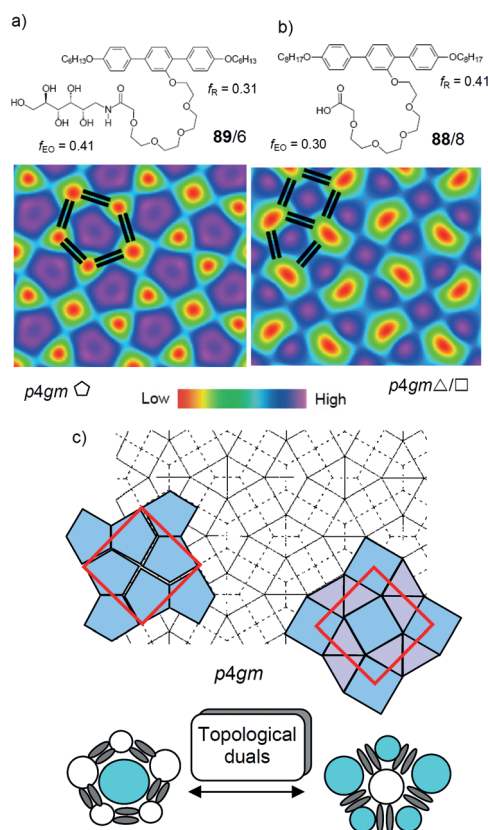 a)
C₆H₁₃O
OC₆H₁₃
O
fR = 0.31
OH OH
O
HO
N
H
OH OH
O
O
O
O
O
fEO = 0.41
89/6
b)
C₈H₁₇O
OC₈H₁₇
O
fR = 0.41
O
HO
O
O
O
O
O
fEO = 0.30
88/8
p4gm ⬠
Low
High
p4gm△/□
c)
p4gm
Topological
duals